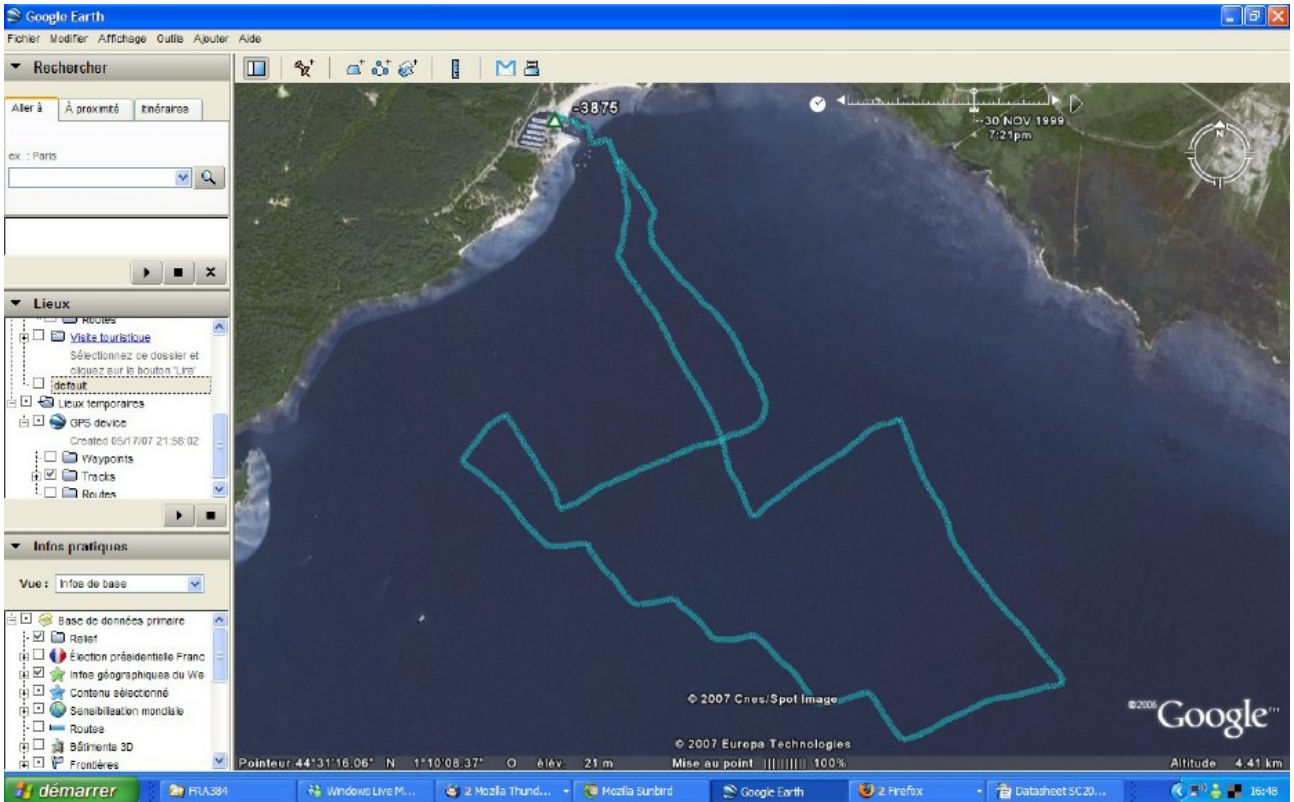 Google Earth
Fichier Modifier Affichage Outils Ajouter Aide
Rechercher
Aller à À proximité Itinéraires
ex. : Paris
-3875
30 NOV 1999
7:21pm
N
Lieux
Routes
Visite touristique
Sélectionnez ce dossier et
cliquez sur le bouton 'Lire'
default
Lieux temporaires
GPS device
Created 05/17/07 21:58:02
Waypoints
Tracks
Routes
Infos pratiques
Vue : Infos de base
Base de données primaire
Relief
Élection présidentielle Franc
Infos géographiques du We
Contenu sélectionné
Sensibilisation mondiale
Routes
Bâtiments 3D
Frontières
© 2007 Cnes/Spot Image
© 2007 Europa Technologies
©2006 Google™
Pointeur 44°31'16.06" N 1°10'08.37" O élév. 21 m Mise au point |||||||||| 100% Altitude 4.41 km
démarrer FRA384 Windows Live M... 2 Mozilla Thund... Mozilla Sunbird Google Earth 2 Firefox Datasheet SC20... 16:48